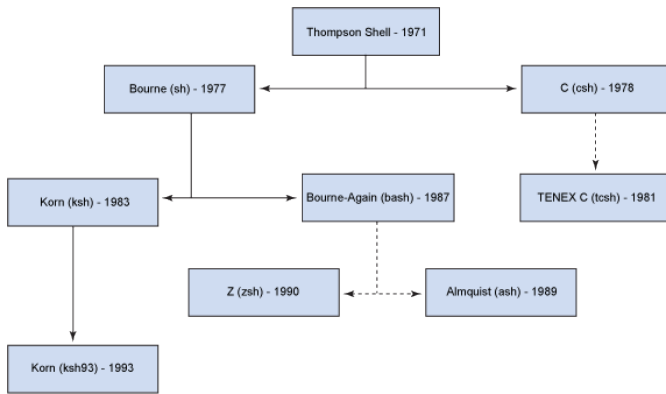 Thompson Shell - 1971
Bourne (sh) - 1977
C (csh) - 1978
Korn (ksh) - 1983
Bourne-Again (bash) - 1987
TENEX C (tcsh) - 1981
Z (zsh) - 1990
Almquist (ash) - 1989
Korn (ksh93) - 1993